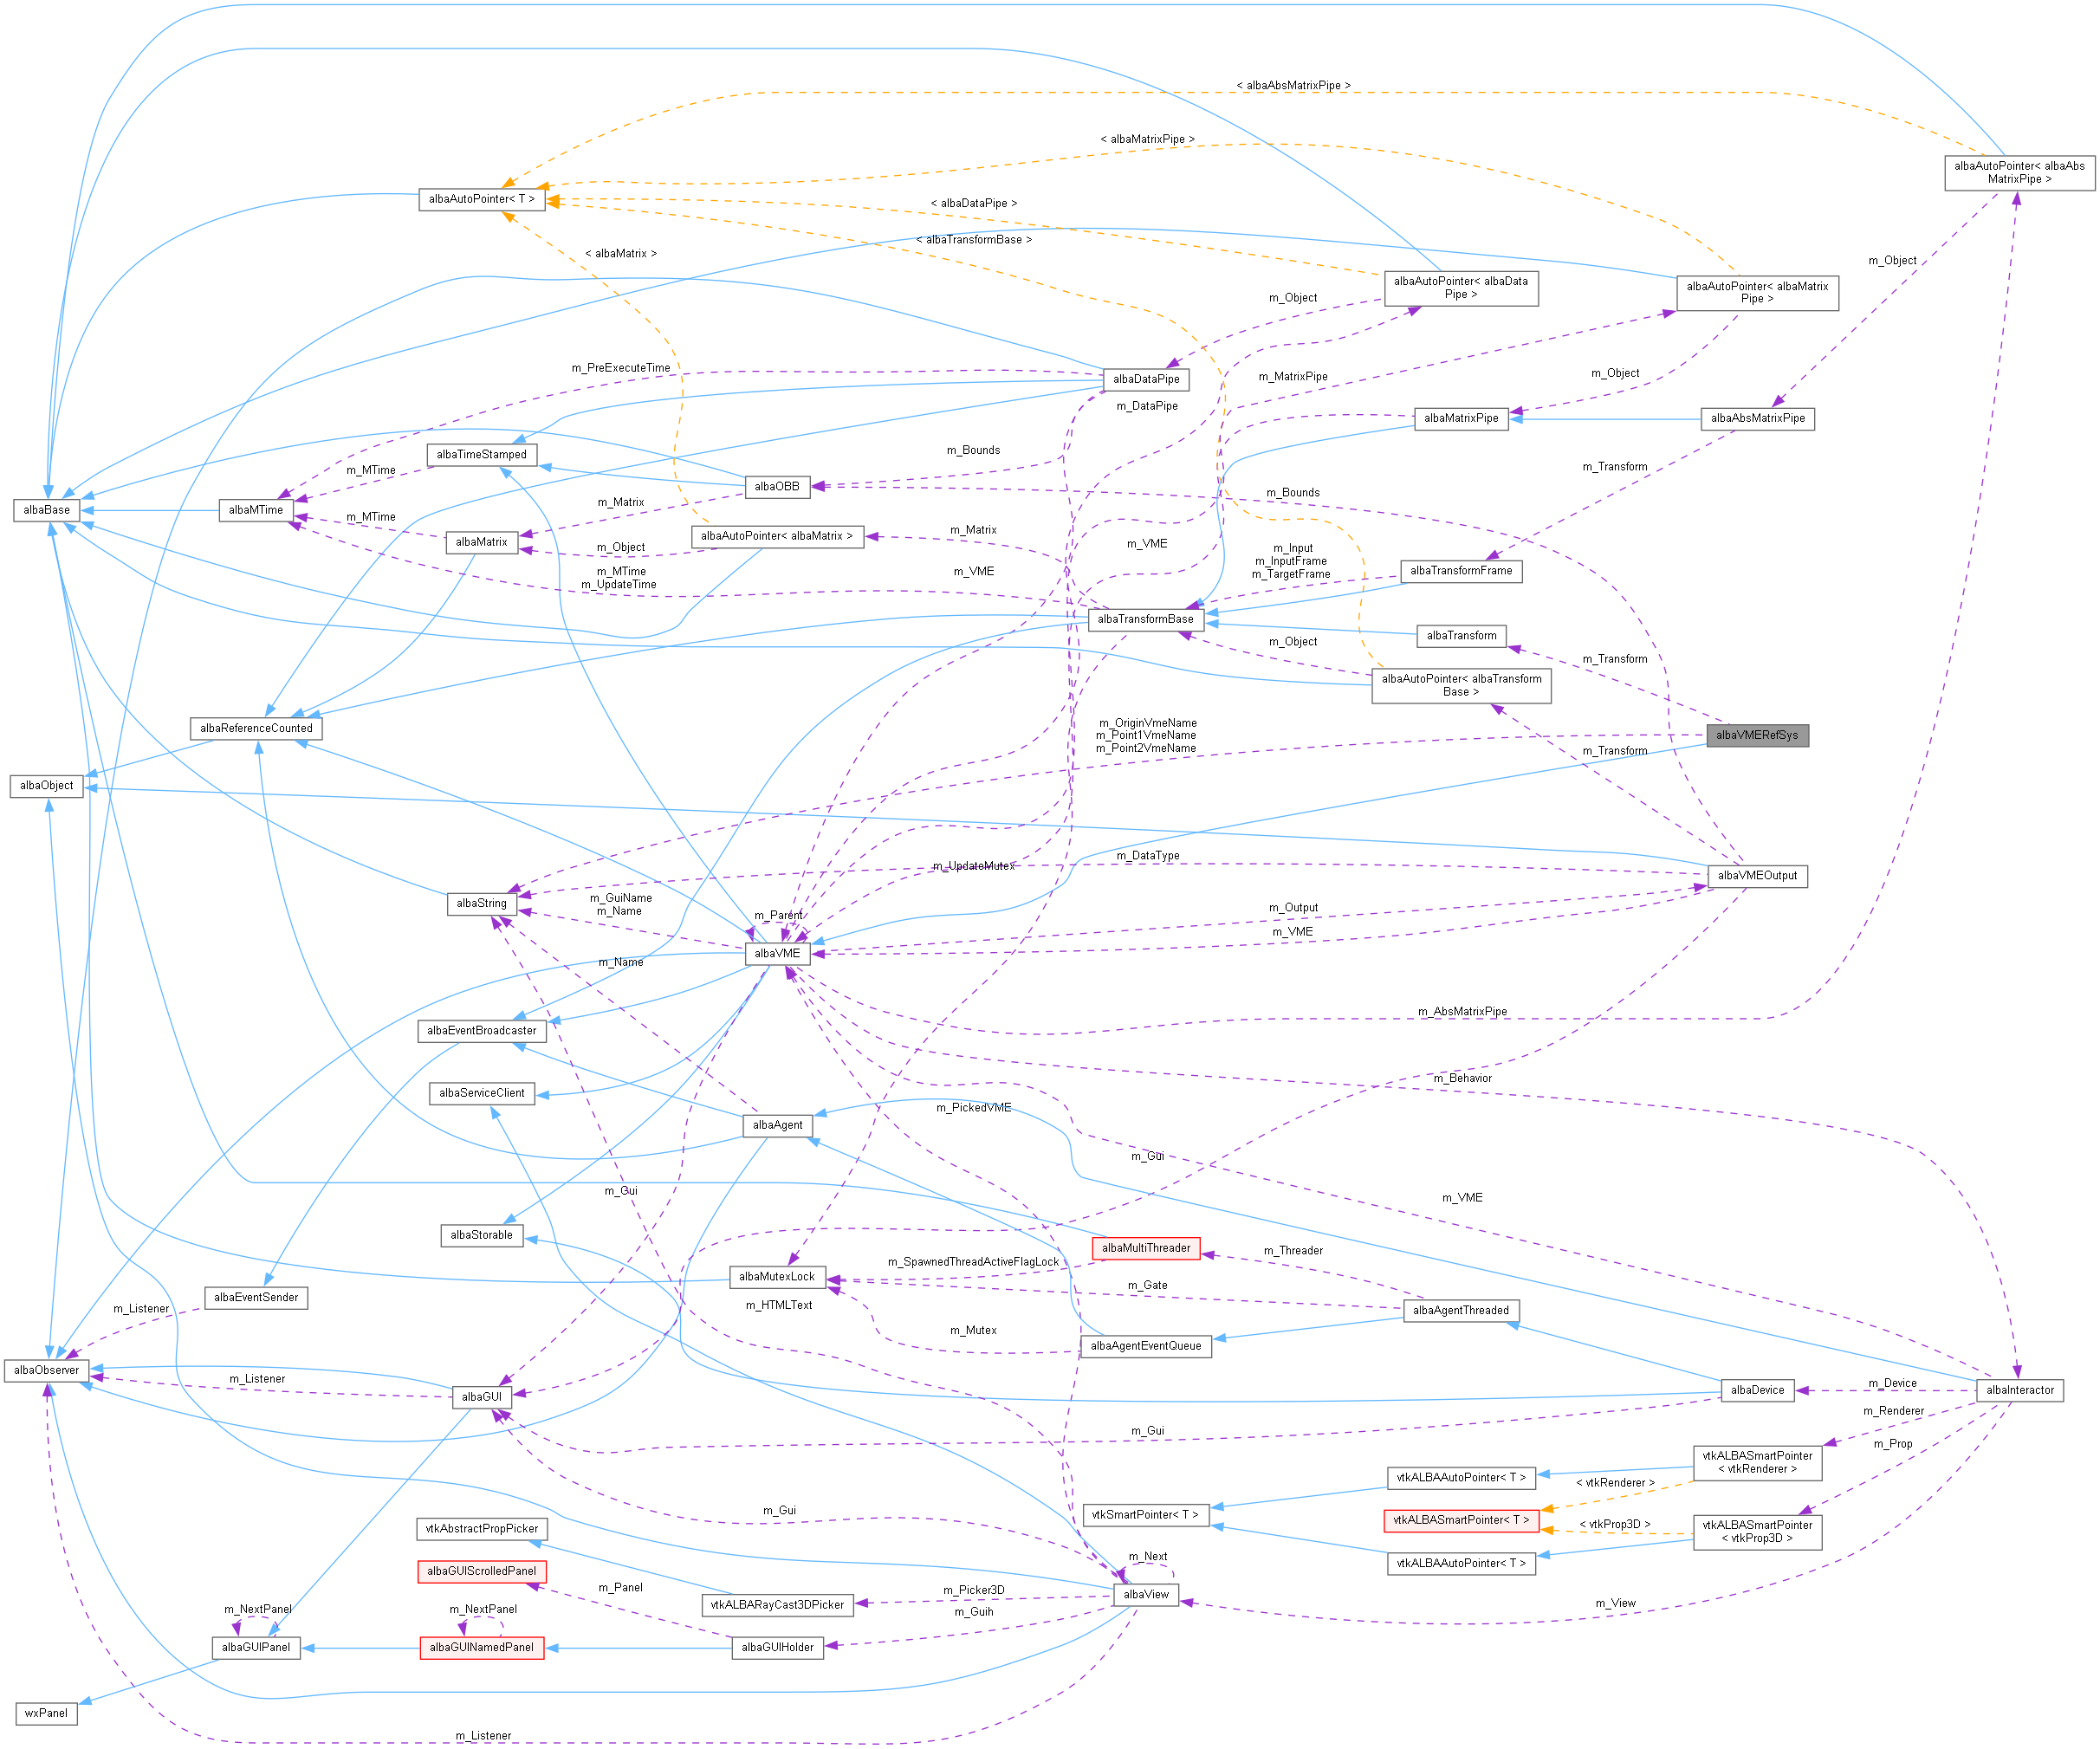 < albaAbsMatrixPipe >
< albaMatrixPipe >
albaAutoPointer< albaAbs
MatrixPipe >
albaAutoPointer< T >
< albaDataPipe >
< albaTransformBase >
< albaMatrix >
m_Object
albaAutoPointer< albaData
Pipe >
albaAutoPointer< albaMatrix
Pipe >
m_Object
m_PreExecuteTime
albaDataPipe
m_MatrixPipe
m_Object
m_DataPipe
albaMatrixPipe
albaAbsMatrixPipe
albaTimeStamped
m_Bounds
m_MTime
m_Transform
albaOBB
m_Bounds
albaBase
albaMTime
m_Matrix
m_MTime
albaMatrix
albaAutoPointer< albaMatrix >
m_Matrix
m_Object
m_VME
m_Input
m_InputFrame
m_TargetFrame
m_MTime
m_UpdateTime
m_VME
albaTransformFrame
albaTransformBase
albaTransform
m_Object
m_Transform
albaAutoPointer< albaTransform
Base >
albaReferenceCounted
m_OriginVmeName
m_Point1VmeName
m_Point2VmeName
albaVMERefSys
m_Transform
albaObject
m_UpdateMutex
m_DataType
albaVMEOutput
albaString
m_GuiName
m_Name
m_Parent
m_Output
m_VME
albaVME
m_Name
m_AbsMatrixPipe
albaEventBroadcaster
albaServiceClient
m_Behavior
m_PickedVME
albaAgent
m_Gui
m_Gui
m_VME
albaStorable
albaMultiThreader
m_Threader
m_SpawnedThreadActiveFlagLock
albaMutexLock
m_Gate
albaEventSender
m_Listener
m_HTMLText
albaAgentThreaded
m_Mutex
albaAgentEventQueue
albaObserver
m_Listener
albaGUI
albaDevice
m_Device
albaInteractor
m_Renderer
m_Gui
m_Prop
vtkALBASmartPointer
< vtkRenderer >
vtkALBAAutoPointer< T >
< vtkRenderer >
m_Gui
vtkSmartPointer< T >
vtkALBASmartPointer< T >
< vtkProp3D >
vtkALBASmartPointer
< vtkProp3D >
vtkAbstractPropPicker
m_Next
vtkALBAAutoPointer< T >
albaGUIScrolledPanel
m_Panel
m_Picker3D
albaView
m_View
vtkALBARayCast3DPicker
m_NextPanel
m_NextPanel
m_Guih
albaGUIPanel
albaGUINamedPanel
albaGUIHolder
wxPanel
m_Listener